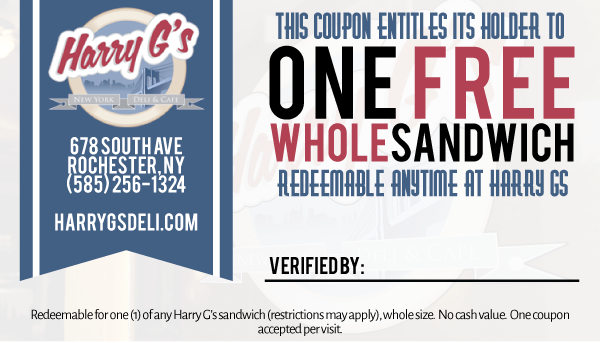 Harry G's
NEW YORK DELI & CAFE
678 SOUTH AVE
ROCHESTER, NY
(585) 256-1324
HARRYGSDELI.COM
THIS COUPON ENTITLES ITS HOLDER TO
ONE FREE
WHOLE SANDWICH
REDEEMABLE ANYTIME AT HARRY GS
VERIFIED BY:
Redeemable for one (1) of any Harry G's sandwich (restrictions may apply), whole size. No cash value. One coupon
accepted per visit.